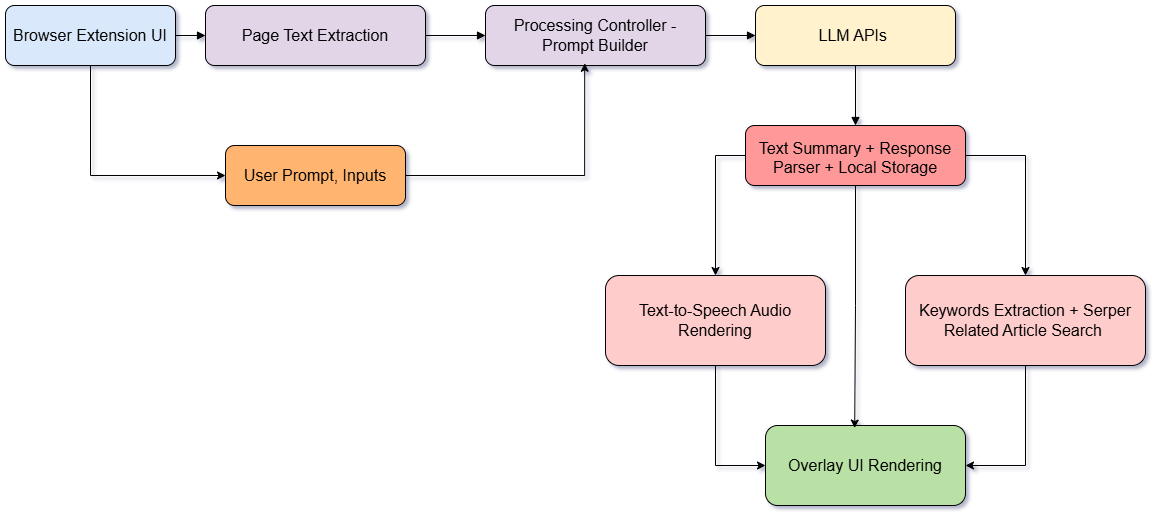 Browser Extension UI
Page Text Extraction
Processing Controller -
Prompt Builder
LLM APIs
User Prompt, Inputs
Text Summary + Response
Parser + Local Storage
Text-to-Speech Audio
Rendering
Keywords Extraction + Serper
Related Article Search
Overlay UI Rendering